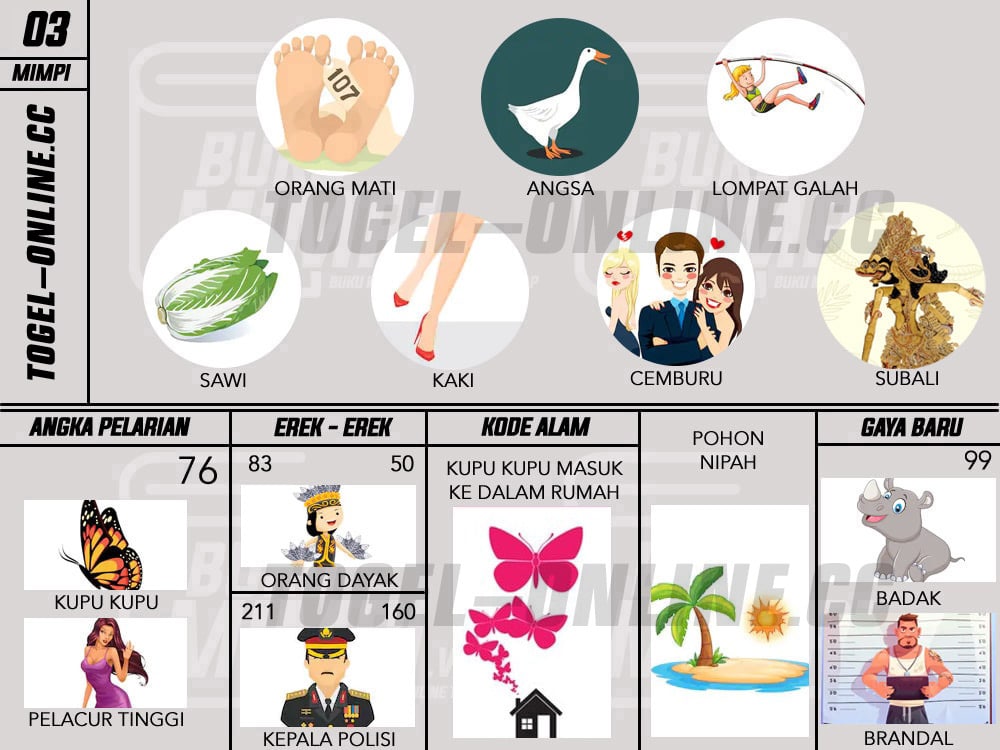 03
MIMPI
TOGEL-ONLINE.CC
107
ORANG MATI
ANGSA
LOMPAT GALAH
TOGEL-ONLINE.CC
SAWI
KAKI
CEMBURU
SUBALI
ANGKA PELARIAN
76
KUPU KUPU
PELACUR TINGGI
EREK - EREK
83 50
ORANG DAYAK
211 160
KEPALA POLISI
KODE ALAM
KUPU KUPU MASUK
KE DALAM RUMAH
POHON
NIPAH
GAYA BARU
99
BADAK
BRANDAL
TOGEL-ONLINE.CC